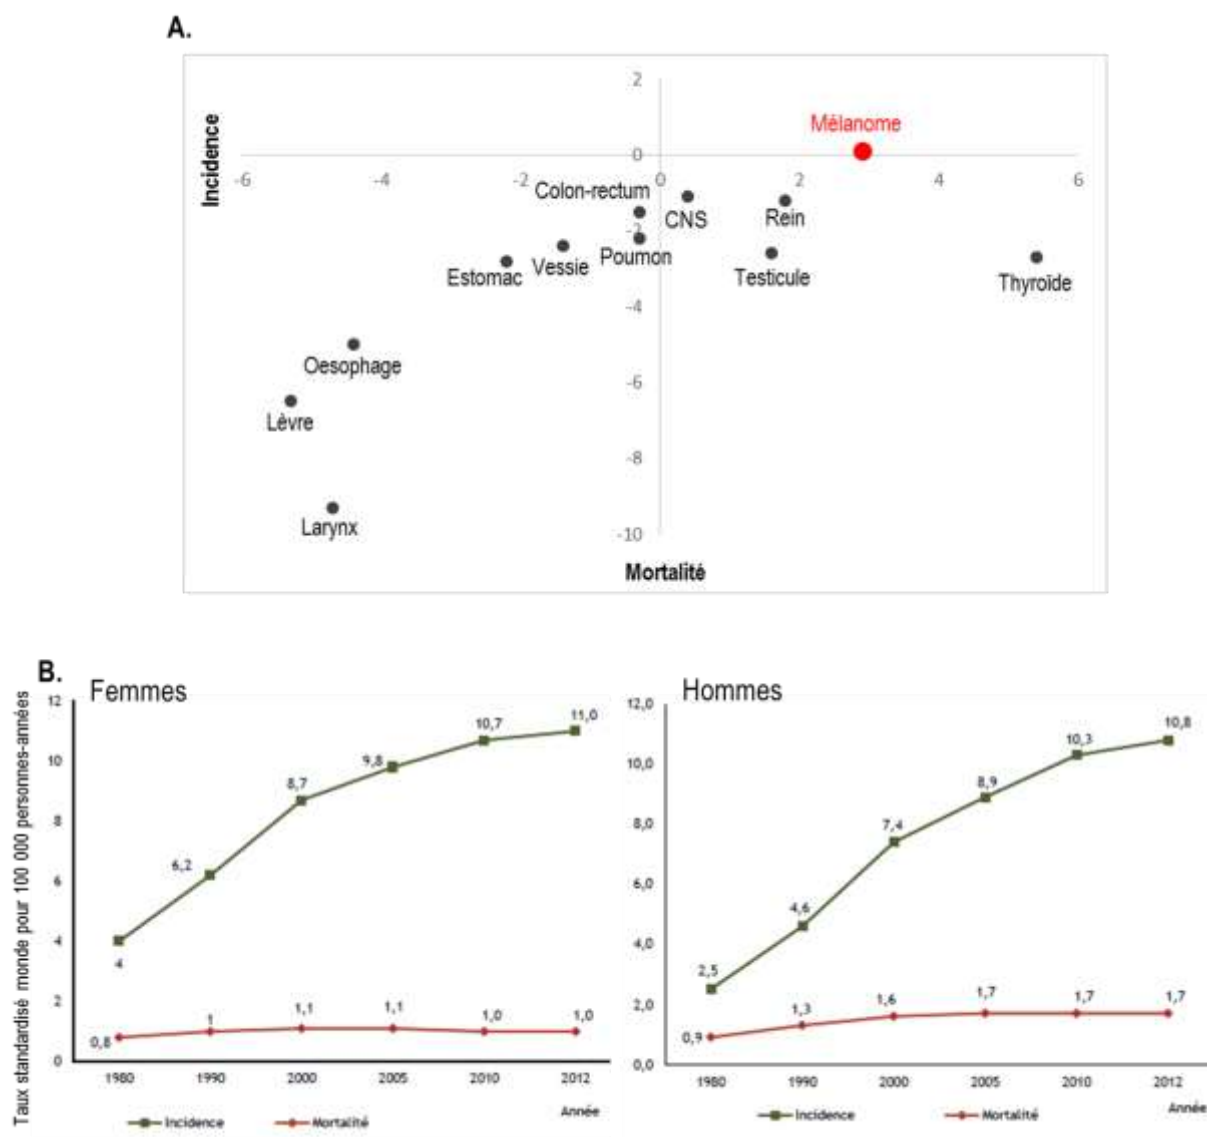 A.
Incidence
2
Mélanome
0
-6
-4
-2
0
2
4
6
Colon-rectum
CNS
Rein
-2
Poumon
Estomac
Vessie
Testicule
Thyroïde
-4
Oesophage
-6
Lèvre
-8
Larynx
-10
Mortalité
B.
Taux standardisé monde pour 100 000 personnes-années
Femmes
12
10
8
6
4
2
0
4
6,2
8,7
9,8
10,7
11,0
0,8
1
1,1
1,1
1,0
1,0
1980
1990
2000
2005
2010
2012
Année
Incidence
Mortalité
Hommes
12,0
10,0
8,0
6,0
4,0
2,0
0,0
2,5
4,6
7,4
8,9
10,3
10,8
0,9
1,3
1,6
1,7
1,7
1,7
1980
1990
2000
2005
2010
2012
Année
Incidence
Mortalité